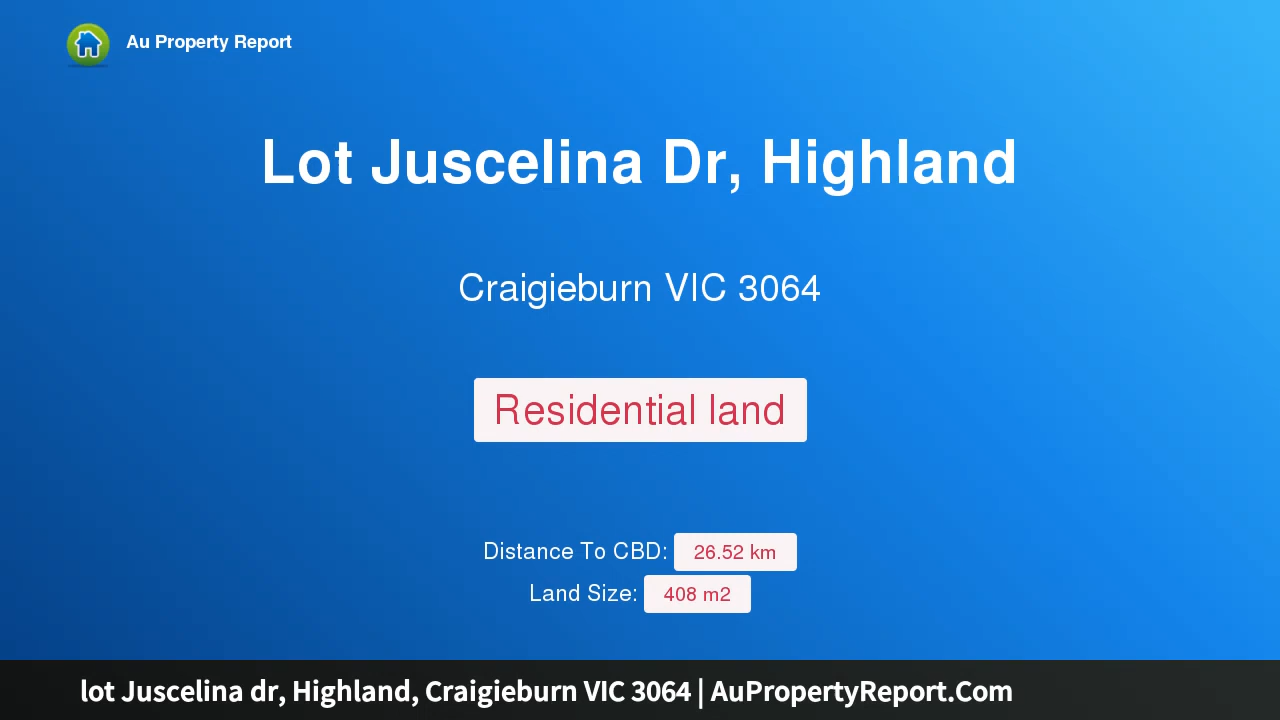 Au Property Report
Lot Juscelina Dr, Highland
Craigieburn VIC 3064
Residential land
Distance To CBD: 26.52 km
Land Size: 408 m2
lot Juscelina dr, Highland, Craigieburn VIC 3064 | AuPropertyReport.Com